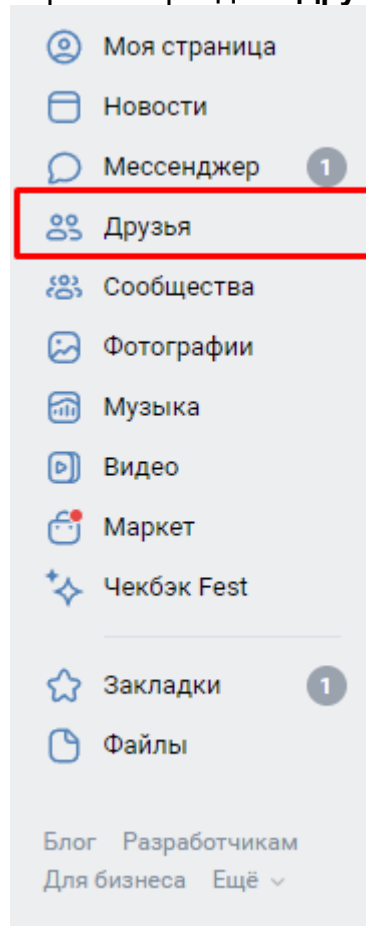 Моя страница
Новости
Мессенджер 1
Друзья
Сообщества
Фотографии
Музыка
Видео
Маркет
Чекбэк Fest
Закладки 1
Файлы
Блог Разработчикам
Для бизнеса Ещё